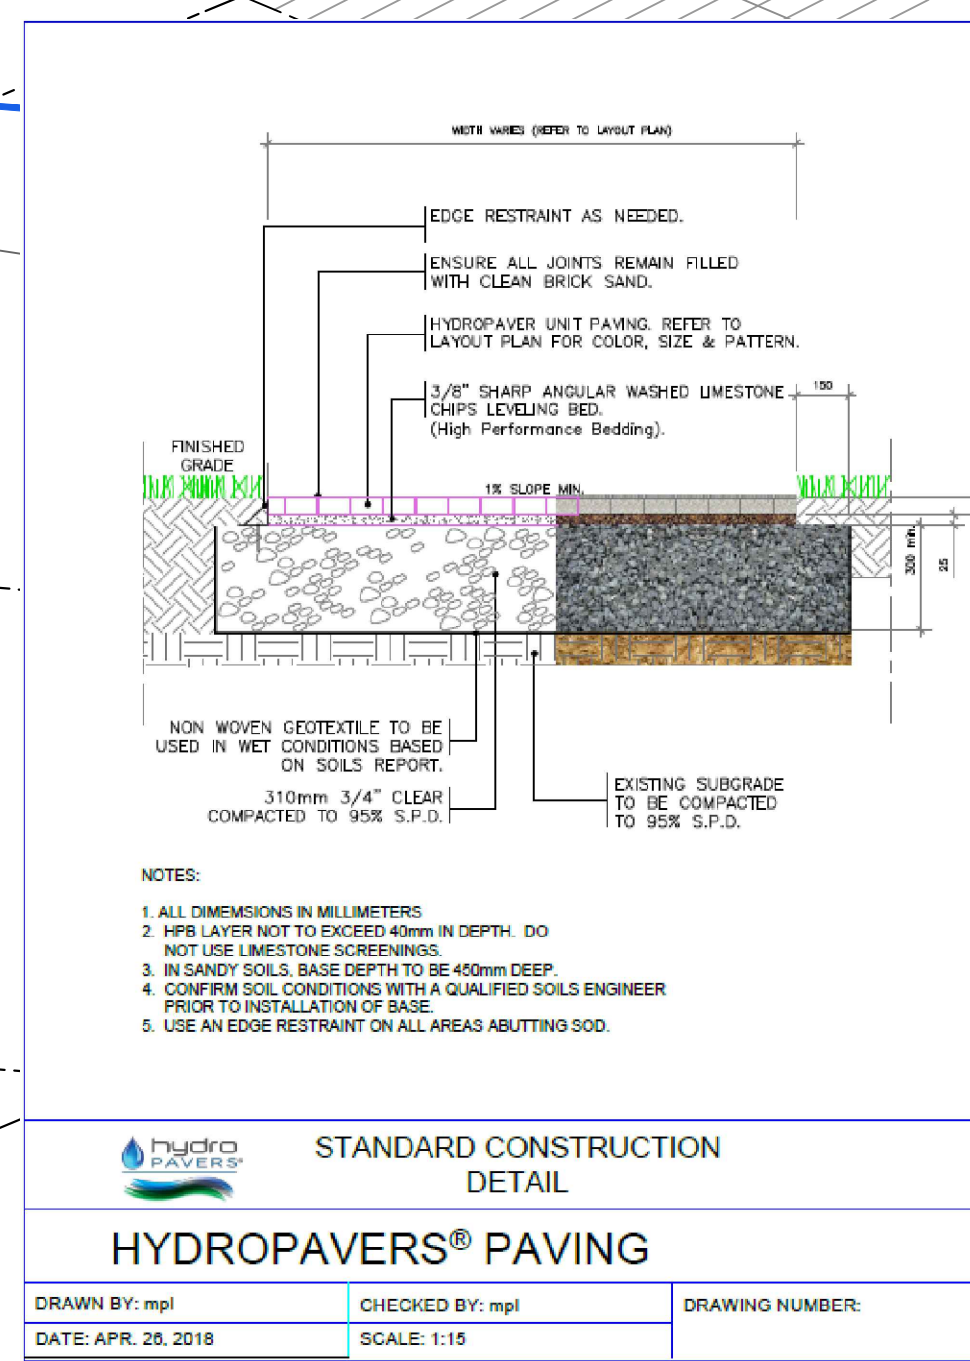 WIDTH VARIES (REFER TO LAYOUT PLAN)
EDGE RESTRAINT AS NEEDED.
ENSURE ALL JOINTS REMAIN FILLED
WITH CLEAN BRICK SAND.
HYDROPAVER UNIT PAVING. REFER TO
LAYOUT PLAN FOR COLOR, SIZE & PATTERN.
3/8" SHARP ANGULAR WASHED LIMESTONE
CHIPS LEVELING BED.
(High Performance Bedding).
150
FINISHED
GRADE
1% SLOPE MIN.
300 min.
25
NON WOVEN GEOTEXTILE TO BE
USED IN WET CONDITIONS BASED
ON SOILS REPORT.
310mm 3/4" CLEAR
COMPACTED TO 95% S.P.D.
EXISTING SUBGRADE
TO BE COMPACTED
TO 95% S.P.D.
NOTES:
1. ALL DIMEMSIONS IN MILLIMETERS
2. HPB LAYER NOT TO EXCEED 40mm IN DEPTH. DO
NOT USE LIMESTONE SCREENINGS.
3. IN SANDY SOILS, BASE DEPTH TO BE 450mm DEEP.
4. CONFIRM SOIL CONDITIONS WITH A QUALIFIED SOILS ENGINEER
PRIOR TO INSTALLATION OF BASE.
5. USE AN EDGE RESTRAINT ON ALL AREAS ABUTTING SOD.
hydro
PAVERS®
STANDARD CONSTRUCTION
DETAIL
HYDROPAVERS® PAVING
DRAWN BY: mpl
CHECKED BY: mpl
DRAWING NUMBER:
DATE: APR. 26, 2018
SCALE: 1:15